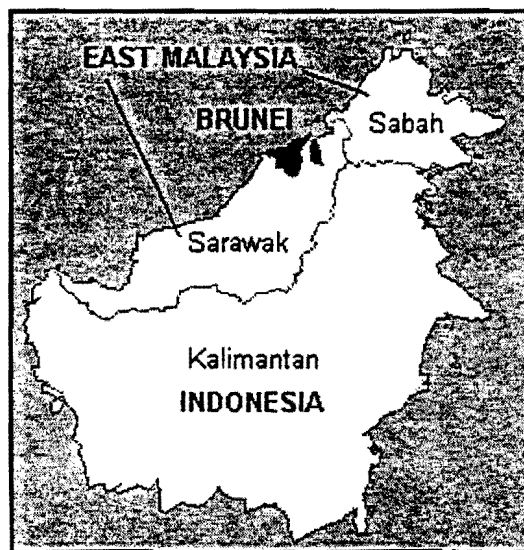 EAST MALAYSIA
BRUNEI
Sabah
Sarawak
Kalimantan
INDONESIA